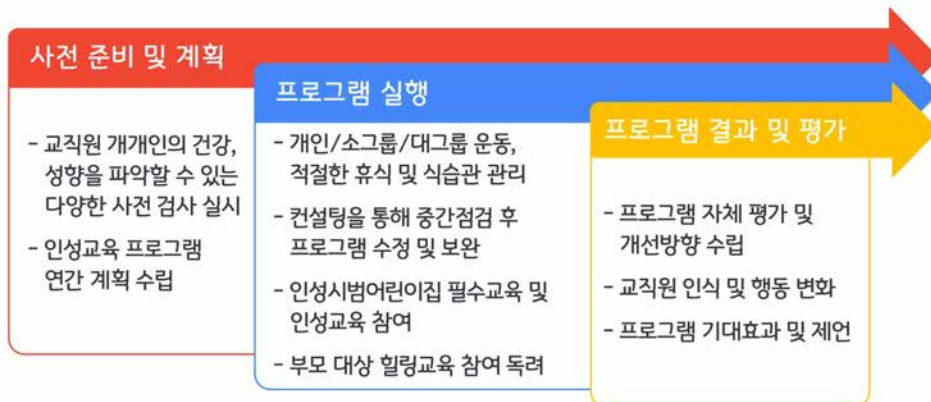 사전 준비 및 계획
- 교직원 개개인의 건강,
성향을 파악할 수 있는
다양한 사전 검사 실시
- 인성교육 프로그램
연간 계획 수립
프로그램 실행
- 개인/소그룹/대그룹 운동,
적절한 휴식 및 식습관 관리
- 컨설팅을 통해 중간점검 후
프로그램 수정 및 보완
- 인성시범어린이집 필수교육 및
인성교육 참여
- 부모 대상 힐링교육 참여 독려
프로그램 결과 및 평가
- 프로그램 자체 평가 및
개선방향 수립
- 교직원 인식 및 행동 변화
- 프로그램 기대효과 및 제언